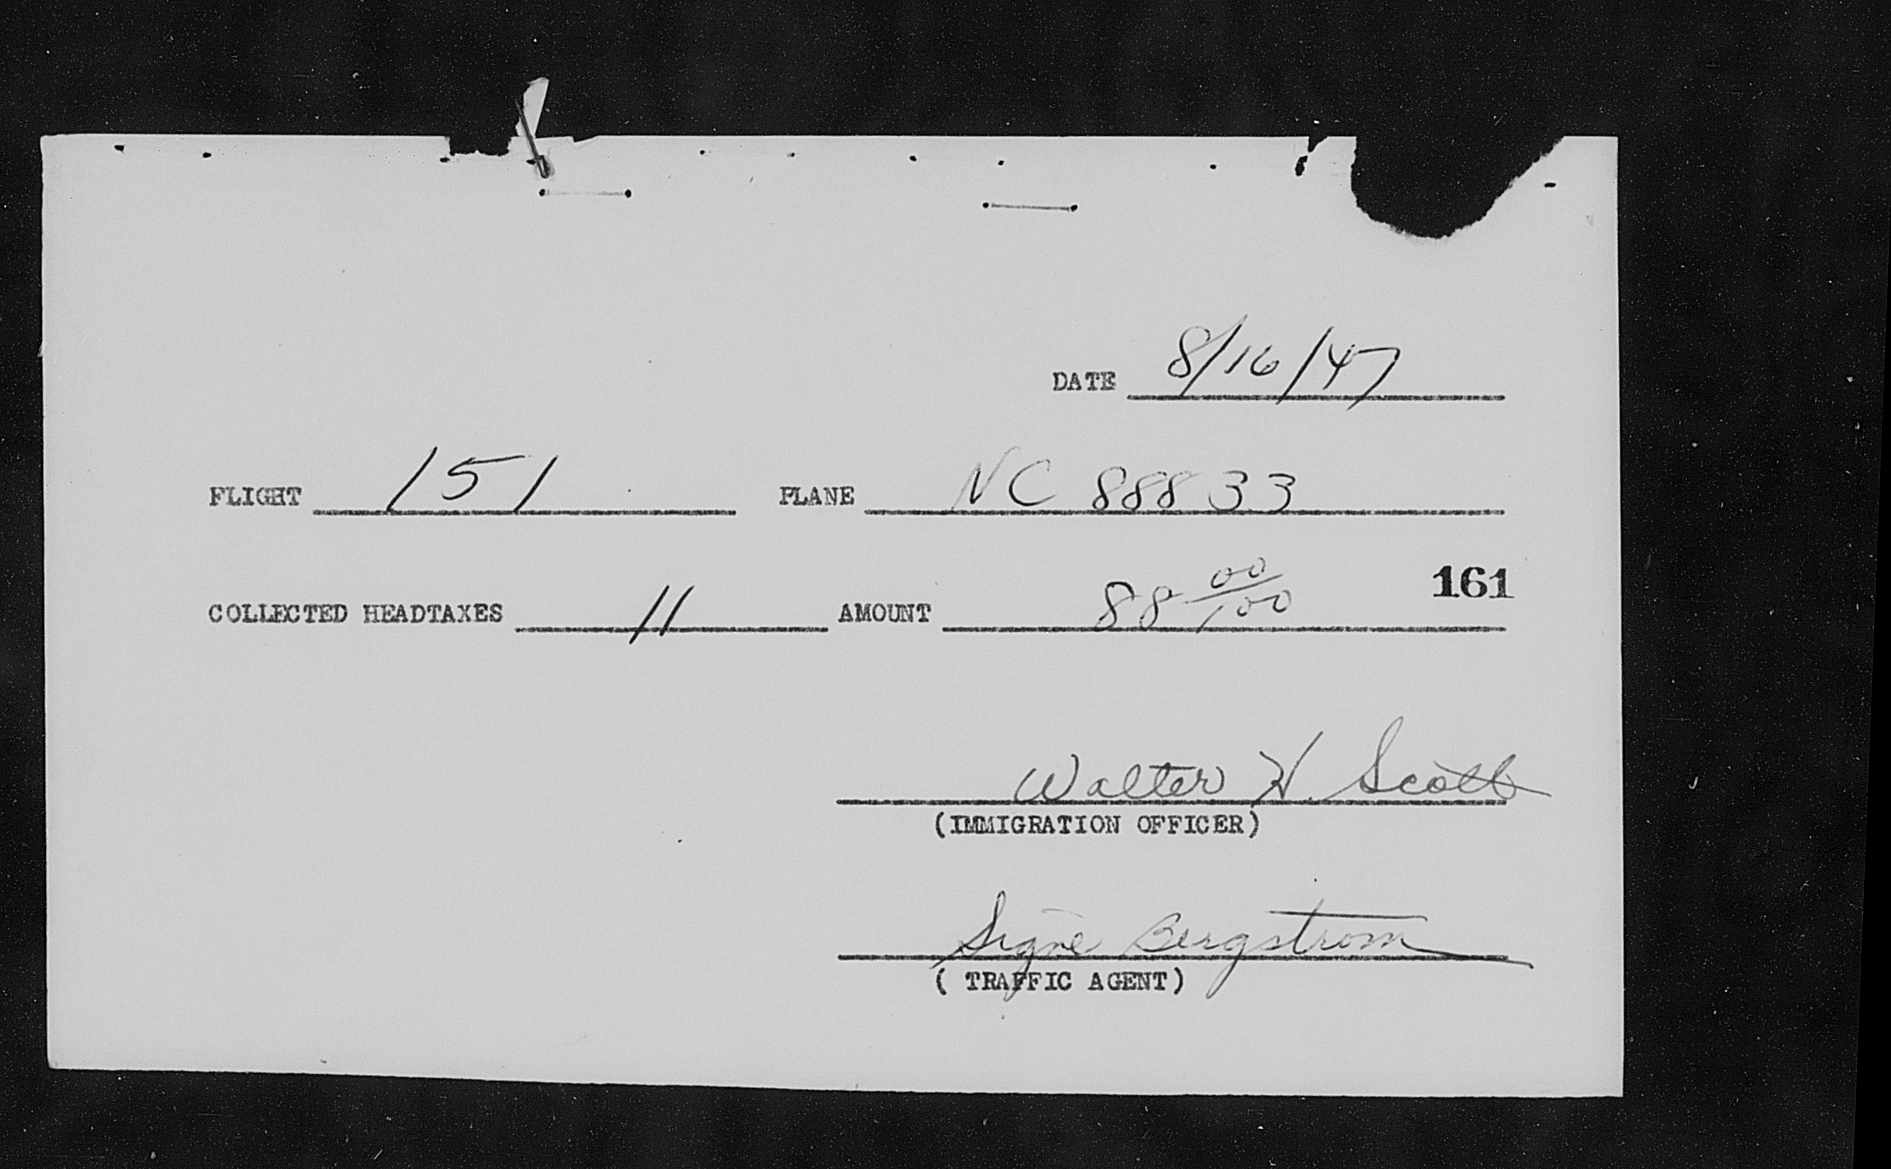 DATE 8/16/47
FLIGHT 151 PLANE NC 88833
COLLECTED HEADTAXES 11 AMOUNT 88 00/100 161
Walter H. Scott
(IMMIGRATION OFFICER)
Signe Bergstrom
( TRAFFIC AGENT)